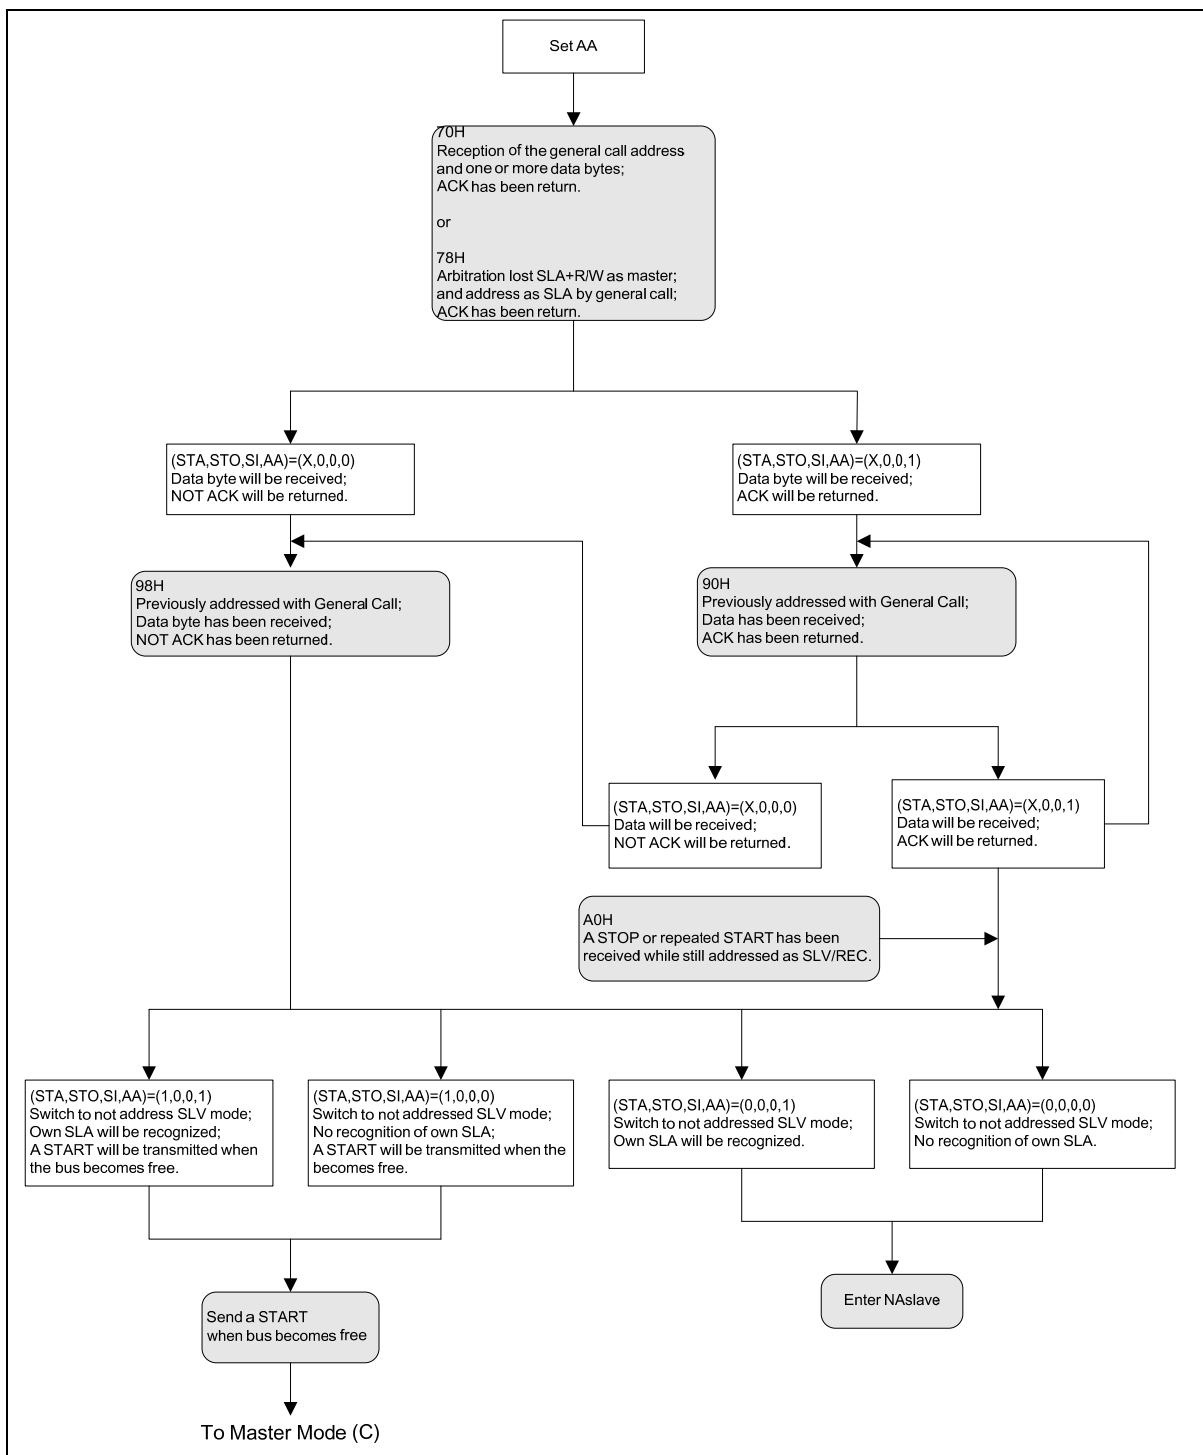 Set AA
70H
Reception of the general call address
and one or more data bytes;
ACK has been return.
or
78H
Arbitration lost SLA+R/W as master;
and address as SLA by general call;
ACK has been return.
(STA,STO,SI,AA)=(X,0,0,0)
Data byte will be received;
NOT ACK will be returned.
(STA,STO,SI,AA)=(X,0,0,1)
Data byte will be received;
ACK will be returned.
98H
Previously addressed with General Call;
Data byte has been received;
NOT ACK has been returned.
90H
Previously addressed with General Call;
Data has been received;
ACK has been returned.
(STA,STO,SI,AA)=(X,0,0,0)
Data will be received;
NOT ACK will be returned.
(STA,STO,SI,AA)=(X,0,0,1)
Data will be received;
ACK will be returned.
A0H
A STOP or repeated START has been
received while still addressed as SLV/REC.
(STA,STO,SI,AA)=(1,0,0,1)
Switch to not address SLV mode;
Own SLA will be recognized;
A START will be transmitted when
the bus becomes free.
(STA,STO,SI,AA)=(1,0,0,0)
Switch to not addressed SLV mode;
No recognition of own SLA;
A START will be transmitted when the
becomes free.
(STA,STO,SI,AA)=(0,0,0,1)
Switch to not addressed SLV mode;
Own SLA will be recognized.
(STA,STO,SI,AA)=(0,0,0,0)
Switch to not addressed SLV mode;
No recognition of own SLA.
Send a START
when bus becomes free
Enter NAslave
To Master Mode (C)